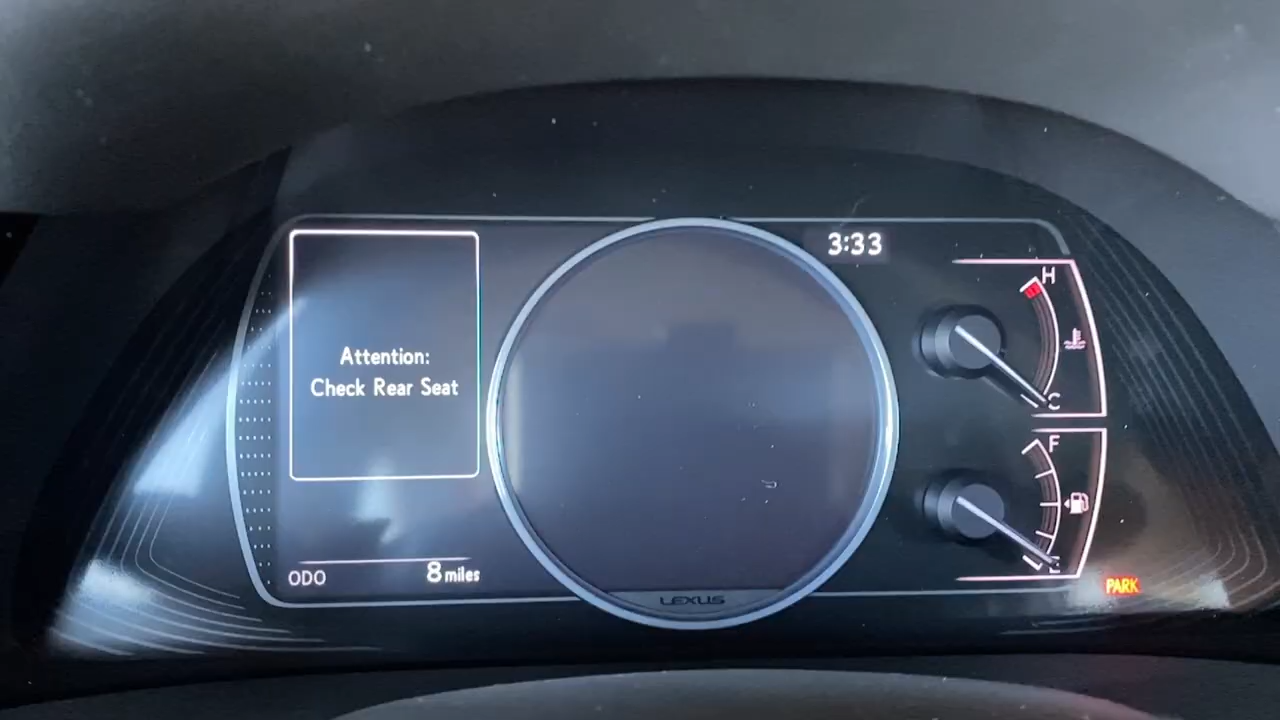 3:33
Attention:
Check Rear Seat
H
C
F
E
ODO 8 miles
PARK
LEXUS